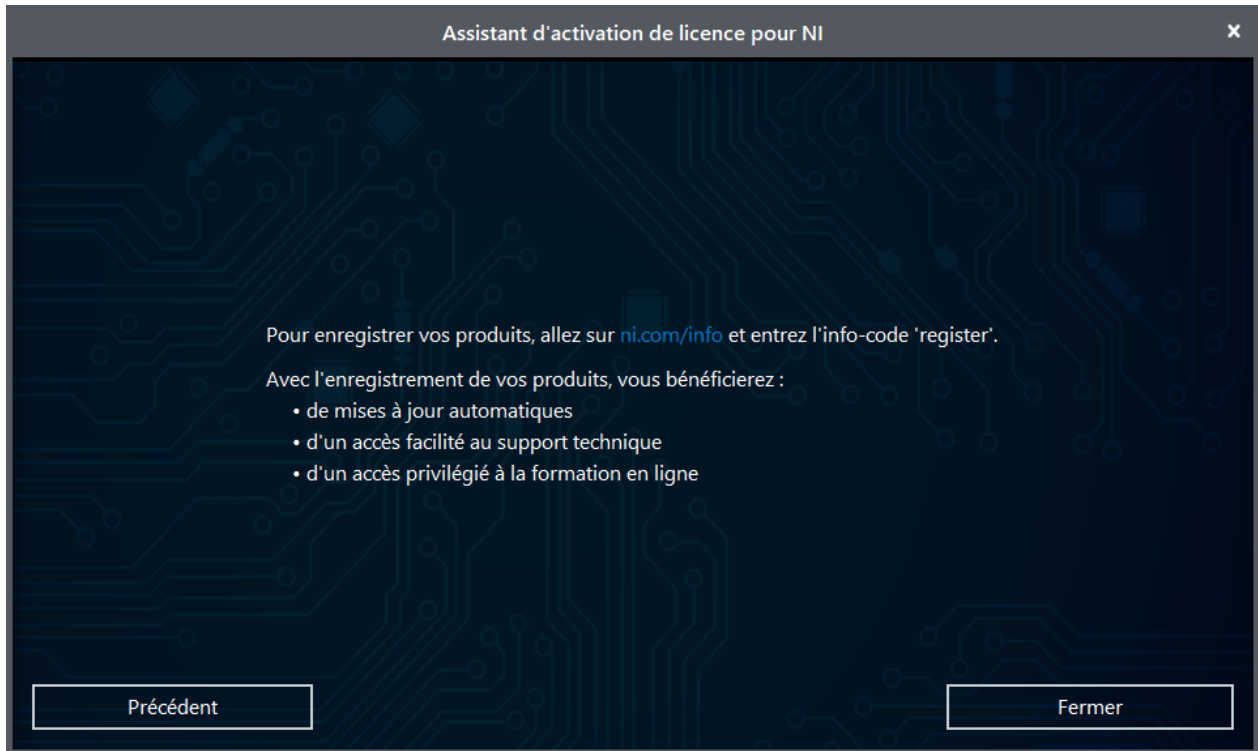 Assistant d'activation de licence pour NI
×
Pour enregistrer vos produits, allez sur ni.com/info et entrez l'info-code 'register'.
Avec l'enregistrement de vos produits, vous bénéficierez :
• de mises à jour automatiques
• d'un accès facilité au support technique
• d'un accès privilégié à la formation en ligne
Précédent
Fermer